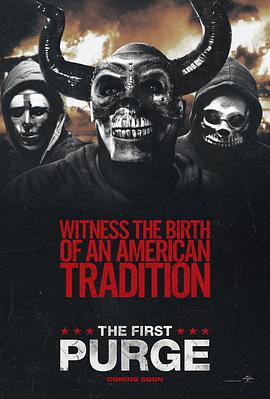 WITNESS THE BIRTH
OF AN AMERICAN
TRADITION
THE FIRST
PURGE
COMING SOON